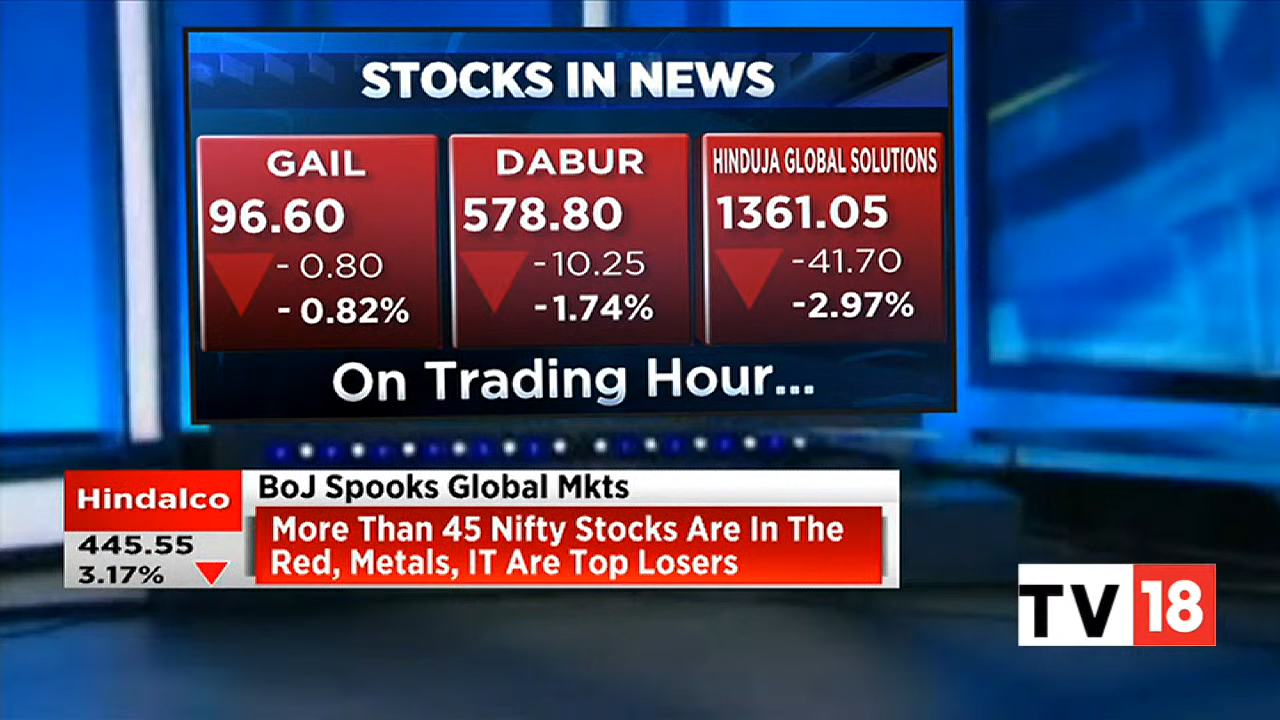 STOCKS IN NEWS
GAIL
96.60
- 0.80
- 0.82%
DABUR
578.80
-10.25
-1.74%
HINDUJA GLOBAL SOLUTIONS
1361.05
-41.70
-2.97%
On Trading Hour...
Hindalco
445.55
3.17%
BoJ Spooks Global Mkts
More Than 45 Nifty Stocks Are In The
Red, Metals, IT Are Top Losers
TV18